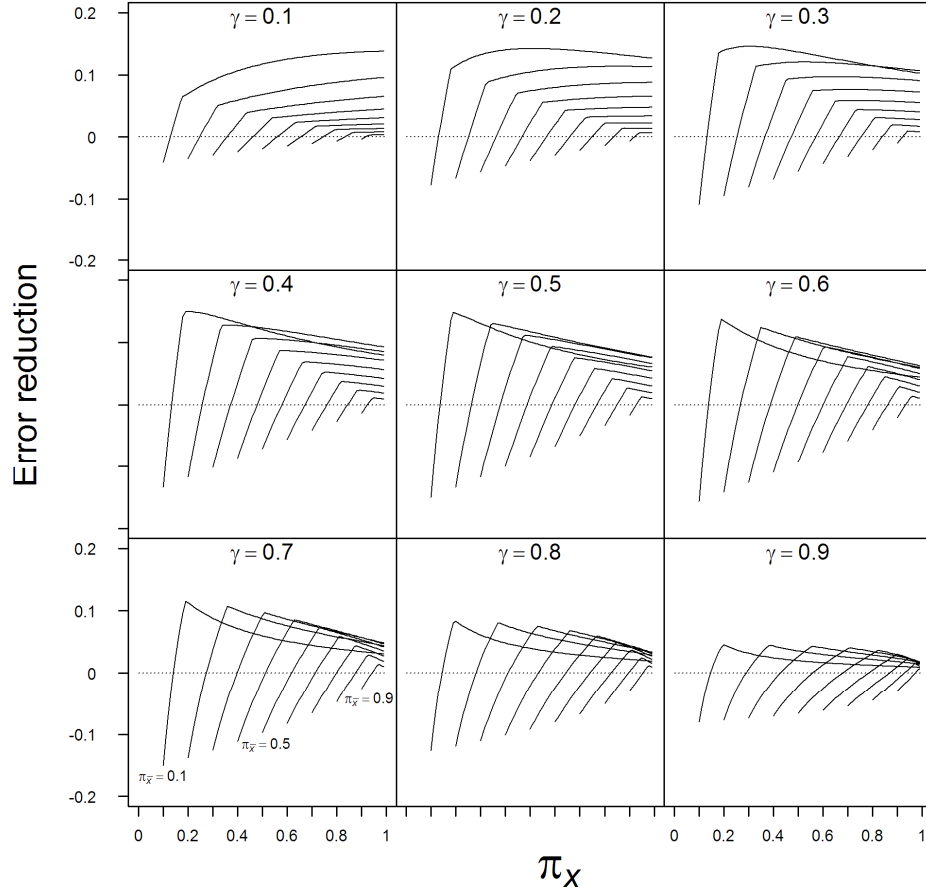 γ = 0.1 γ = 0.2 γ = 0.3
0.2
0.1
0
-0.1
-0.2
γ = 0.4 γ = 0.5 γ = 0.6
Error reduction
γ = 0.7 γ = 0.8 γ = 0.9
0.2
0.1
0
-0.1
-0.2
π_x̄ = 0.9
π_x̄ = 0.5
π_x̄ = 0.1
0 0.2 0.4 0.6 0.8 1 0 0.2 0.4 0.6 0.8 1
π_x